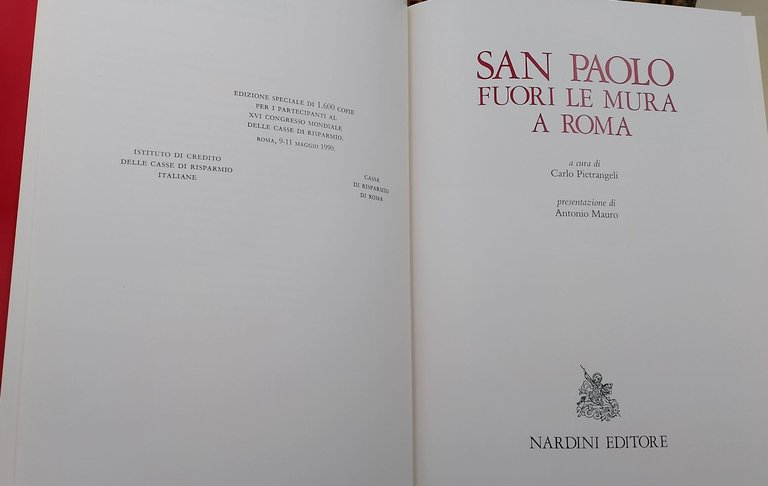 EDIZIONE SPECIALE DI 1.600 COPIE
PER I PARTECIPANTI AL
XVI CONGRESSO MONDIALE
DELLE CASSE DI RISPARMIO.
ROMA, 9-11 MAGGIO 1990.
ISTITUTO DI CREDITO
DELLE CASSE DI RISPARMIO
ITALIANE
CASSA
DI RISPARMIO
DI ROMA
SAN PAOLO
FUORI LE MURA
A ROMA
a cura di
Carlo Pietrangeli
presentazione di
Antonio Mauro
NARDINI EDITORE